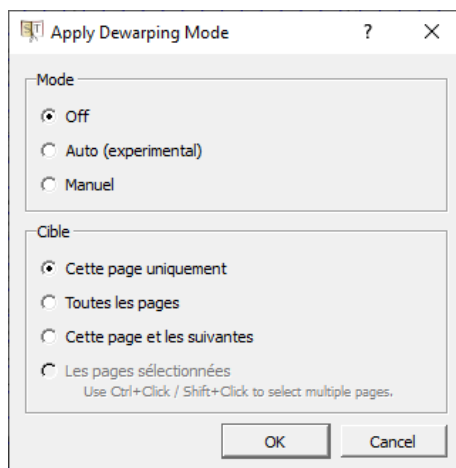 Apply Dewarping Mode
Mode
Off
Auto (experimental)
Manuel
Cible
Cette page uniquement
Toutes les pages
Cette page et les suivantes
Les pages sélectionnées
Use Ctrl+Click / Shift+Click to select multiple pages.
OK Cancel